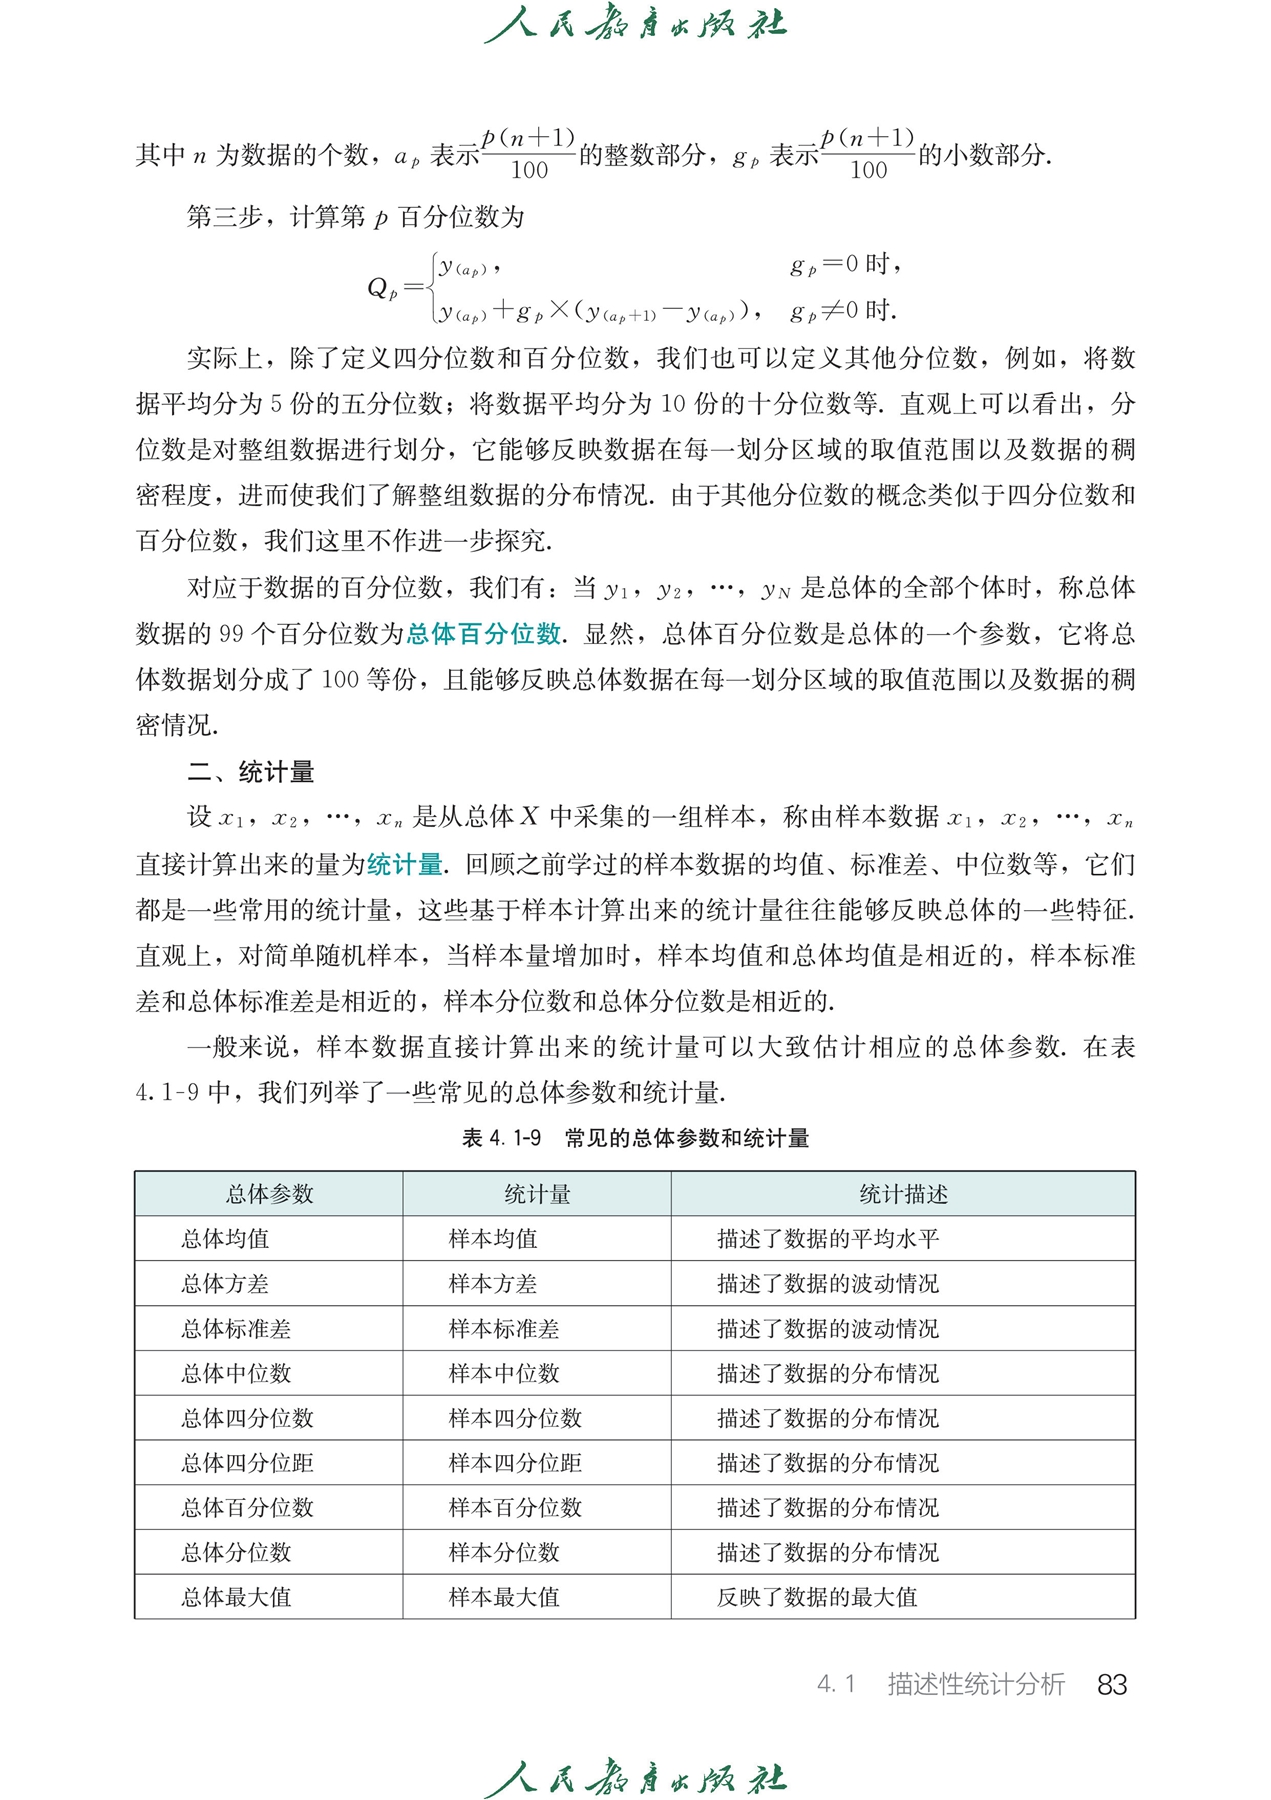 人民教育出版社
其中 n 为数据的个数，aₚ 表示 p(n+1)/100 的整数部分，gₚ 表示 p(n+1)/100 的小数部分.
第三步，计算第 p 百分位数为
Qₚ={y₍ₐₚ₎，  gₚ=0 时，
y₍ₐₚ₎+gₚ×(y₍ₐₚ₊₁₎−y₍ₐₚ₎)，  gₚ≠0 时.
实际上，除了定义四分位数和百分位数，我们也可以定义其他分位数，例如，将数
据平均分为 5 份的五分位数；将数据平均分为 10 份的十分位数等. 直观上可以看出，分
位数是对整组数据进行划分，它能够反映数据在每一划分区域的取值范围以及数据的稠
密程度，进而使我们了解整组数据的分布情况. 由于其他分位数的概念类似于四分位数和
百分位数，我们这里不作进一步探究.
对应于数据的百分位数，我们有：当 y₁，y₂，…，y_N 是总体的全部个体时，称总体
数据的 99 个百分位数为总体百分位数. 显然，总体百分位数是总体的一个参数，它将总
体数据划分成了 100 等份，且能够反映总体数据在每一划分区域的取值范围以及数据的稠
密情况.
二、统计量
设 x₁，x₂，…，xₙ 是从总体 X 中采集的一组样本，称由样本数据 x₁，x₂，…，xₙ
直接计算出来的量为统计量. 回顾之前学过的样本数据的均值、标准差、中位数等，它们
都是一些常用的统计量，这些基于样本计算出来的统计量往往能够反映总体的一些特征.
直观上，对简单随机样本，当样本量增加时，样本均值和总体均值是相近的，样本标准
差和总体标准差是相近的，样本分位数和总体分位数是相近的.
一般来说，样本数据直接计算出来的统计量可以大致估计相应的总体参数. 在表
4.1-9 中，我们列举了一些常见的总体参数和统计量.
表 4.1-9 常见的总体参数和统计量
总体参数 统计量 统计描述
总体均值 样本均值 描述了数据的平均水平
总体方差 样本方差 描述了数据的波动情况
总体标准差 样本标准差 描述了数据的波动情况
总体中位数 样本中位数 描述了数据的分布情况
总体四分位数 样本四分位数 描述了数据的分布情况
总体四分位距 样本四分位距 描述了数据的分布情况
总体百分位数 样本百分位数 描述了数据的分布情况
总体分位数 样本分位数 描述了数据的分布情况
总体最大值 样本最大值 反映了数据的最大值
4.1 描述性统计分析 83
人民教育出版社